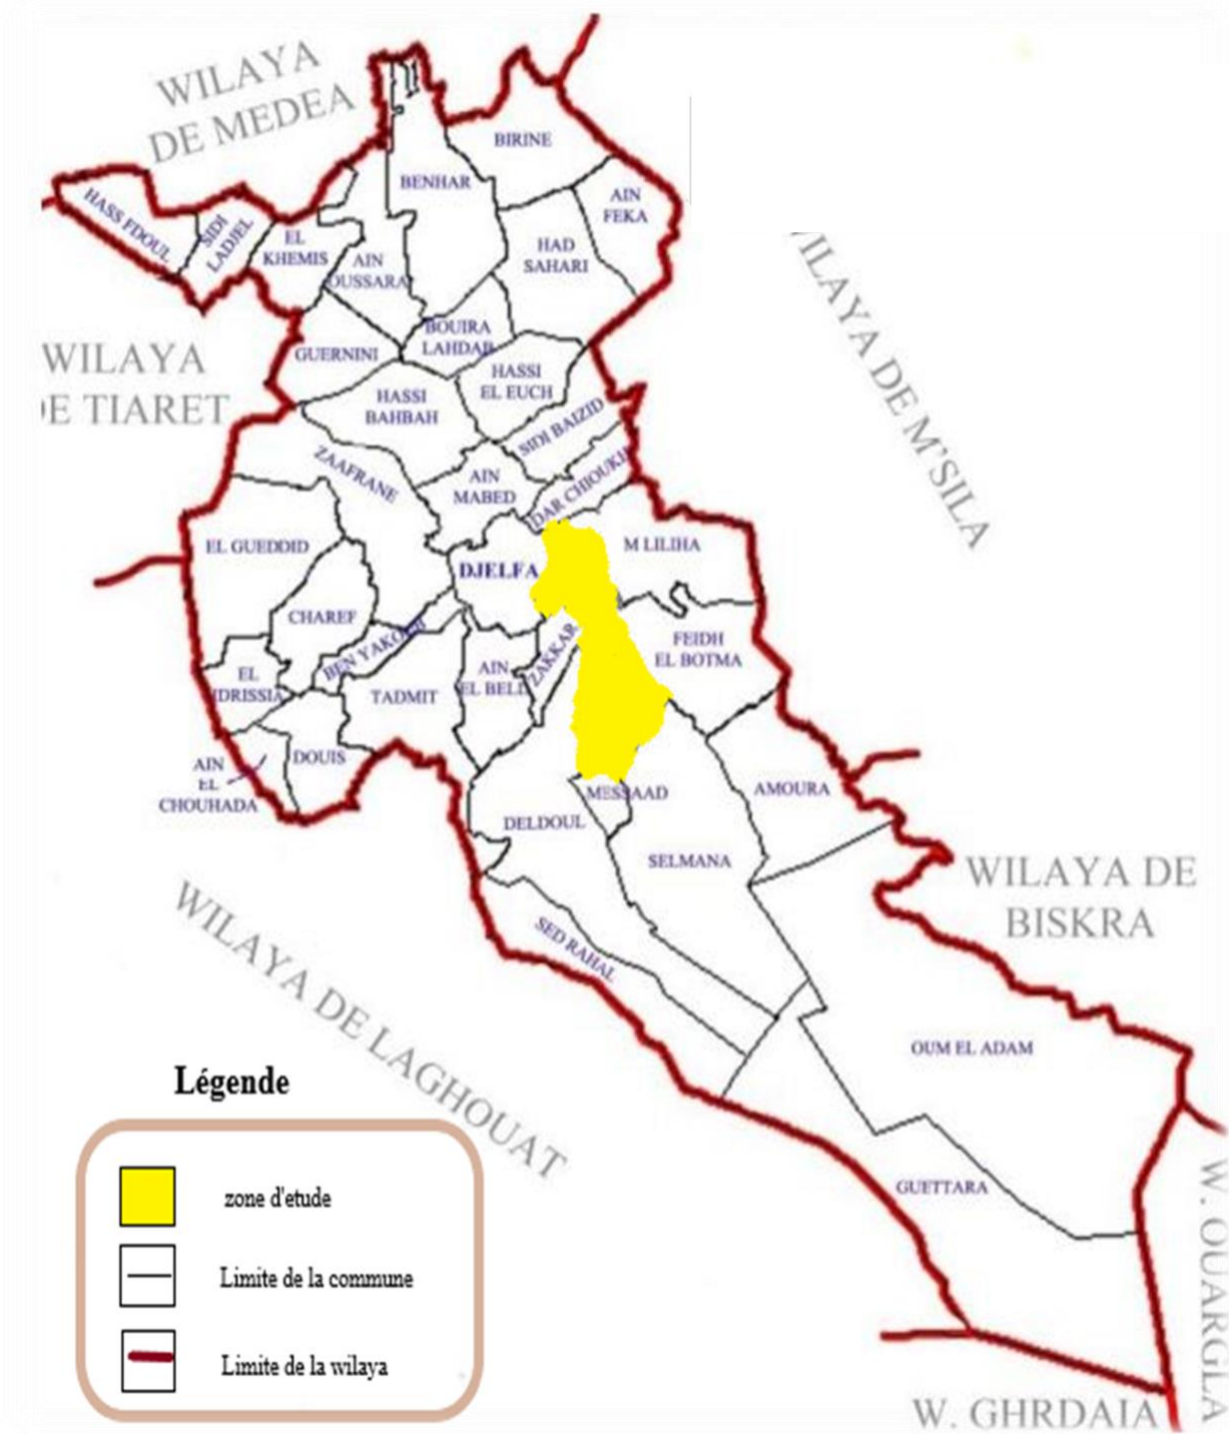 WILAYA
DE MEDEA
BIRINE
BENHAR
AIN
FEKA
HASS FDOUL
SIDI
LADJEL
EL
KHEMIS
AIN
OUSSARA
HAD
SAHARI
WILAYA
E TIARET
ILAYA DE M'SILA
GUERNINI
BOUIRA
LAHDAB
HASSI
EL EUCH
HASSI
BAHBAH
SIDI BAIZID
ZAAFRANE
AIN
MABED
DAR CHIOUKH
EL GUEDDID
DJELFA
M LILIHA
CHAREF
BEN YAKOUB
ZAKKAR
FEIDH
EL BOTMA
EL
IDRISSIA
TADMIT
AIN
EL BELL
AIN
EL
CHOUHADA
DOUIS
MESSAAD
AMOURA
DELDOUL
SELMANA
WILAYA DE
BISKRA
SED RAHAL
WILAYA DE LAGHOUAT
OUM EL ADAM
GUETTARA
W. OUARGLA
W. GHRDAIA
Légende
zone d'etude
Limite de la commune
Limite de la wilaya